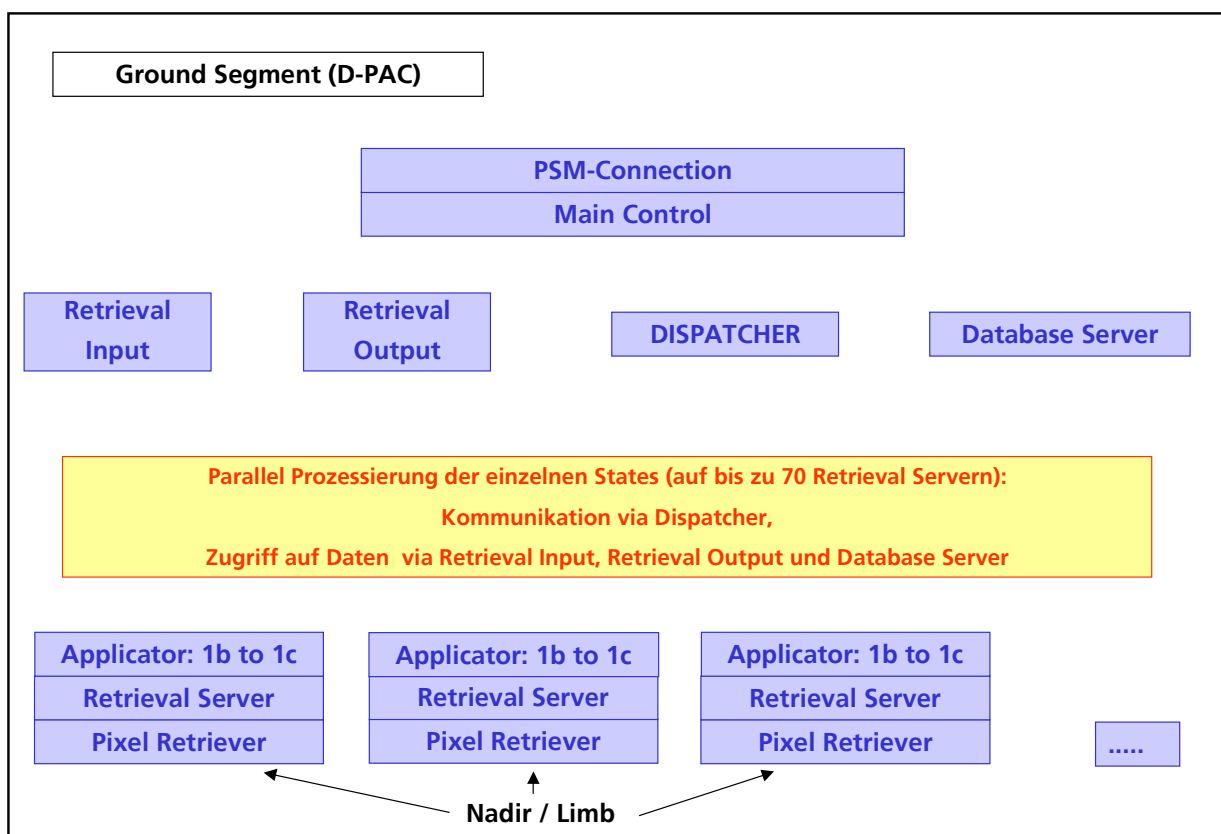 Ground Segment (D-PAC)
PSM-Connection
Main Control
Retrieval
Input
Retrieval
Output
DISPATCHER
Database Server
Parallel Prozessierung der einzelnen States (auf bis zu 70 Retrieval Servern):
Kommunikation via Dispatcher,
Zugriff auf Daten via Retrieval Input, Retrieval Output und Database Server
Applicator: 1b to 1c
Retrieval Server
Pixel Retriever
Applicator: 1b to 1c
Retrieval Server
Pixel Retriever
Applicator: 1b to 1c
Retrieval Server
Pixel Retriever
.....
Nadir / Limb